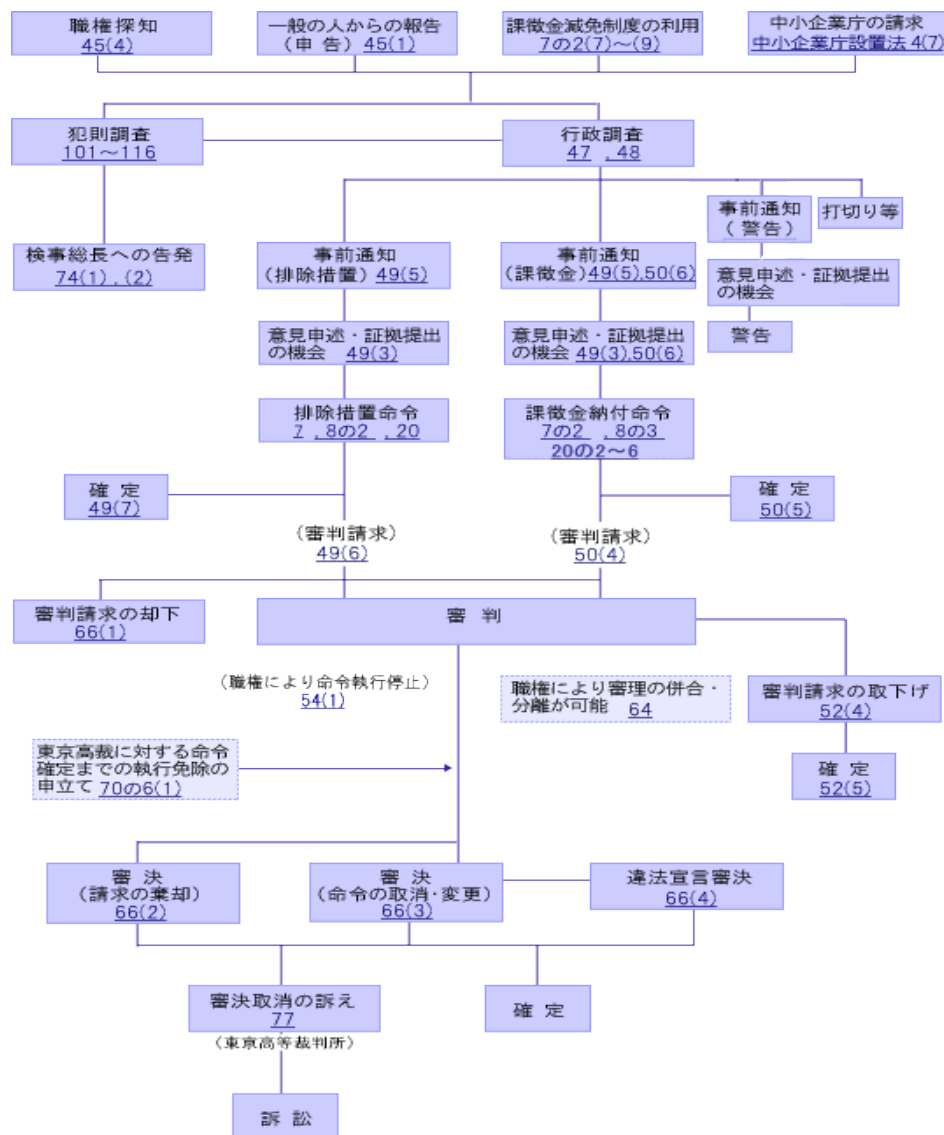 職権探知
45(4)
一般の人からの報告
(申 告) 45(1)
課徴金減免制度の利用
7の2(7)～(9)
中小企業庁の請求
中小企業庁設置法 4(7)
犯則調査
101～116
行政調査
47 , 48
検事総長への告発
74(1) , (2)
事前通知
(排除措置) 49(5)
事前通知
(課徴金) 49(5),50(6)
事前通知
( 警告 )
打切り等
意見申述・証拠提出
の機会 49(3)
意見申述・証拠提出
の機会 49(3),50(6)
意見申述・証拠提出
の機会
警告
排除措置命令
7 , 8の2 , 20
課徴金納付命令
7の2 , 8の3
20の2～6
確 定
49(7)
確 定
50(5)
(審判請求)
49(6)
(審判請求)
50(4)
審判請求の却下
66(1)
審 判
(職権により命令執行停止)
54(1)
職権により審理の併合・
分離が可能 64
審判請求の取下げ
52(4)
東京高裁に対する命令
確定までの執行免除の
申立て 70の6(1)
確 定
52(5)
審 決
(請求の棄却)
66(2)
審 決
(命令の取消・変更)
66(3)
違法宣言審決
66(4)
審決取消の訴え
77
(東京高等裁判所)
確 定
訴 訟